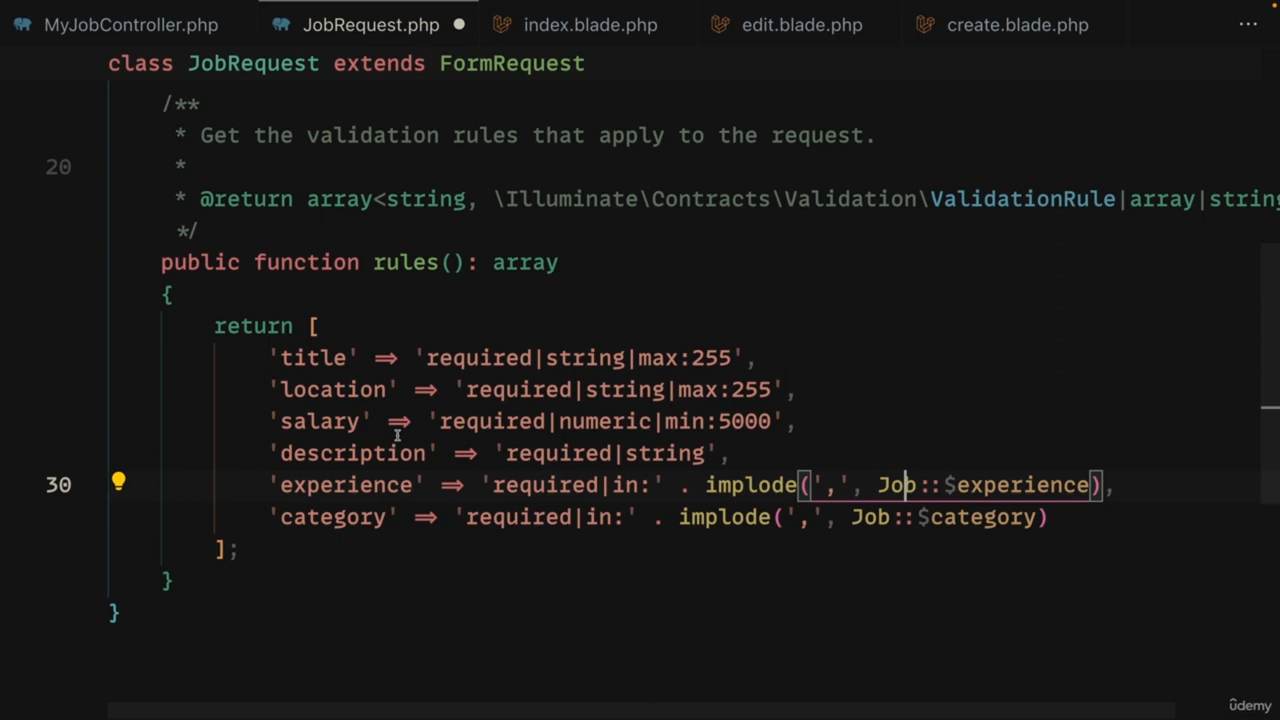 MyJobController.php JobRequest.php index.blade.php edit.blade.php create.blade.php ...
class JobRequest extends FormRequest
/**
* Get the validation rules that apply to the request.
20 *
* @return array<string, \Illuminate\Contracts\Validation\ValidationRule|array|string
*/
public function rules(): array
{
return [
'title' => 'required|string|max:255',
'location' => 'required|string|max:255',
'salary' => 'required|numeric|min:5000',
'description' => 'required|string',
30 'experience' => 'required|in:' . implode(',', Job::$experience),
'category' => 'required|in:' . implode(',', Job::$category)
];
}
}
ûdemy